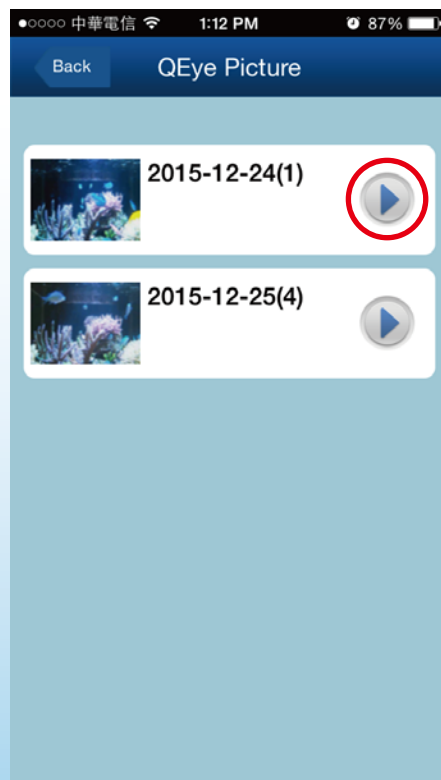 中華電信 1:12 PM 87%
Back QEye Picture
2015-12-24(1)
2015-12-25(4)